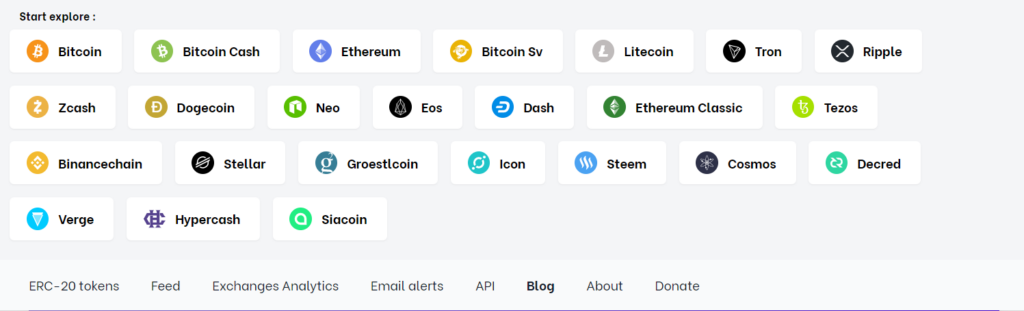 Start explore :
Bitcoin Bitcoin Cash Ethereum Bitcoin Sv Litecoin Tron Ripple
Zcash Dogecoin Neo Eos Dash Ethereum Classic Tezos
Binancechain Stellar Groestlcoin Icon Steem Cosmos Decred
Verge Hypercash Siacoin
ERC-20 tokens Feed Exchanges Analytics Email alerts API Blog About Donate